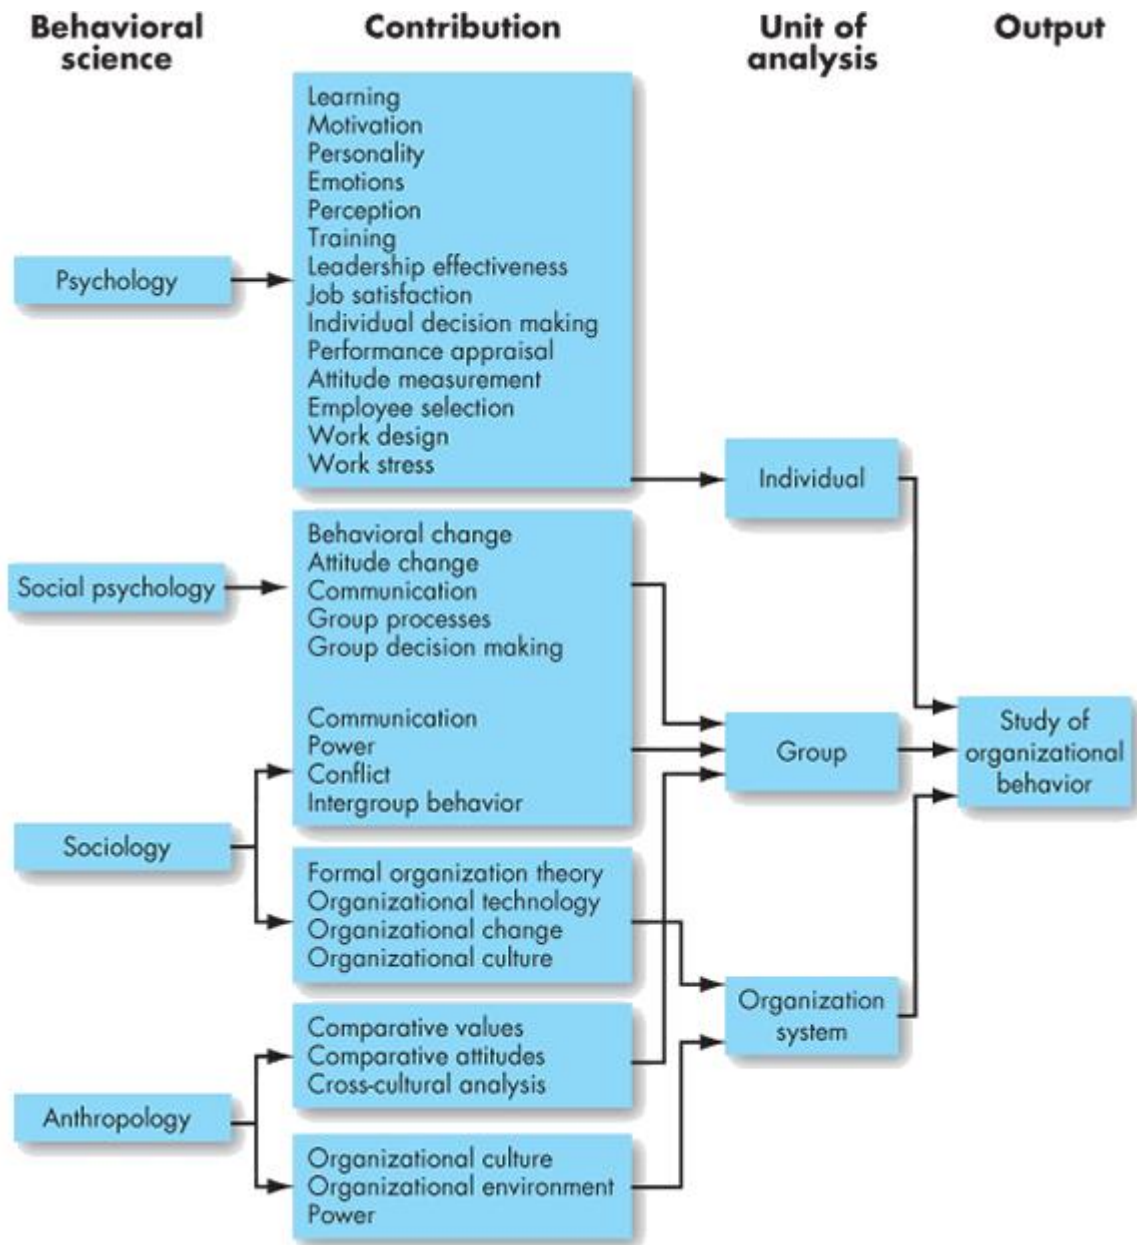 Behavioral
science
Contribution
Unit of
analysis
Output
Psychology
Learning
Motivation
Personality
Emotions
Perception
Training
Leadership effectiveness
Job satisfaction
Individual decision making
Performance appraisal
Attitude measurement
Employee selection
Work design
Work stress
Individual
Social psychology
Behavioral change
Attitude change
Communication
Group processes
Group decision making
Communication
Power
Conflict
Intergroup behavior
Group
Study of
organizational
behavior
Sociology
Formal organization theory
Organizational technology
Organizational change
Organizational culture
Organization
system
Anthropology
Comparative values
Comparative attitudes
Cross-cultural analysis
Organizational culture
Organizational environment
Power